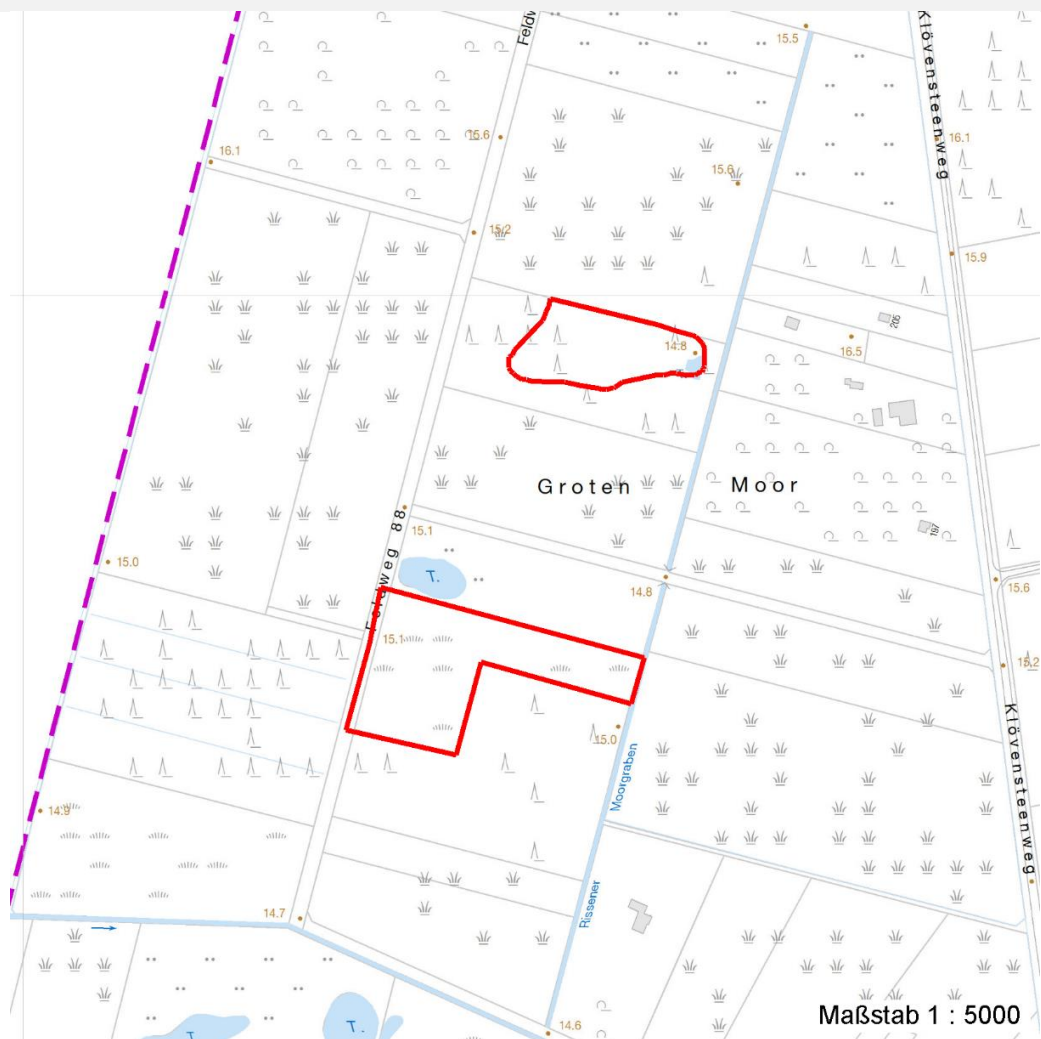 Feldw
15.5
Klövensteenweg
15.6
16.1
16.1
15.6
15.2
15.9
205
14.8
16.5
Groten Moor
197
15.1
Feldweg 88
15.0
T.
14.8
15.6
15.1
15.2
15.0
Klövensteenweg
Moorgraben
14.9
Rissener
14.7
T.
T.
14.6
Maßstab 1 : 5000